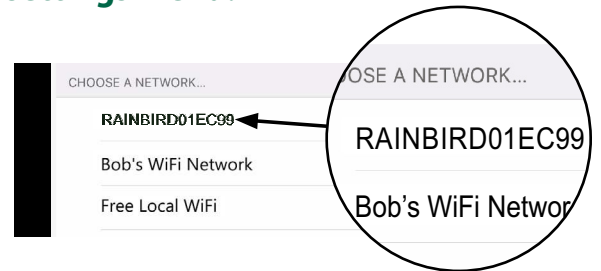 CHOOSE A NETWORK...
RAINBIRD01EC99
Bob's WiFi Network
Free Local WiFi
OSE A NETWORK...
RAINBIRD01EC99
Bob’s WiFi Networ